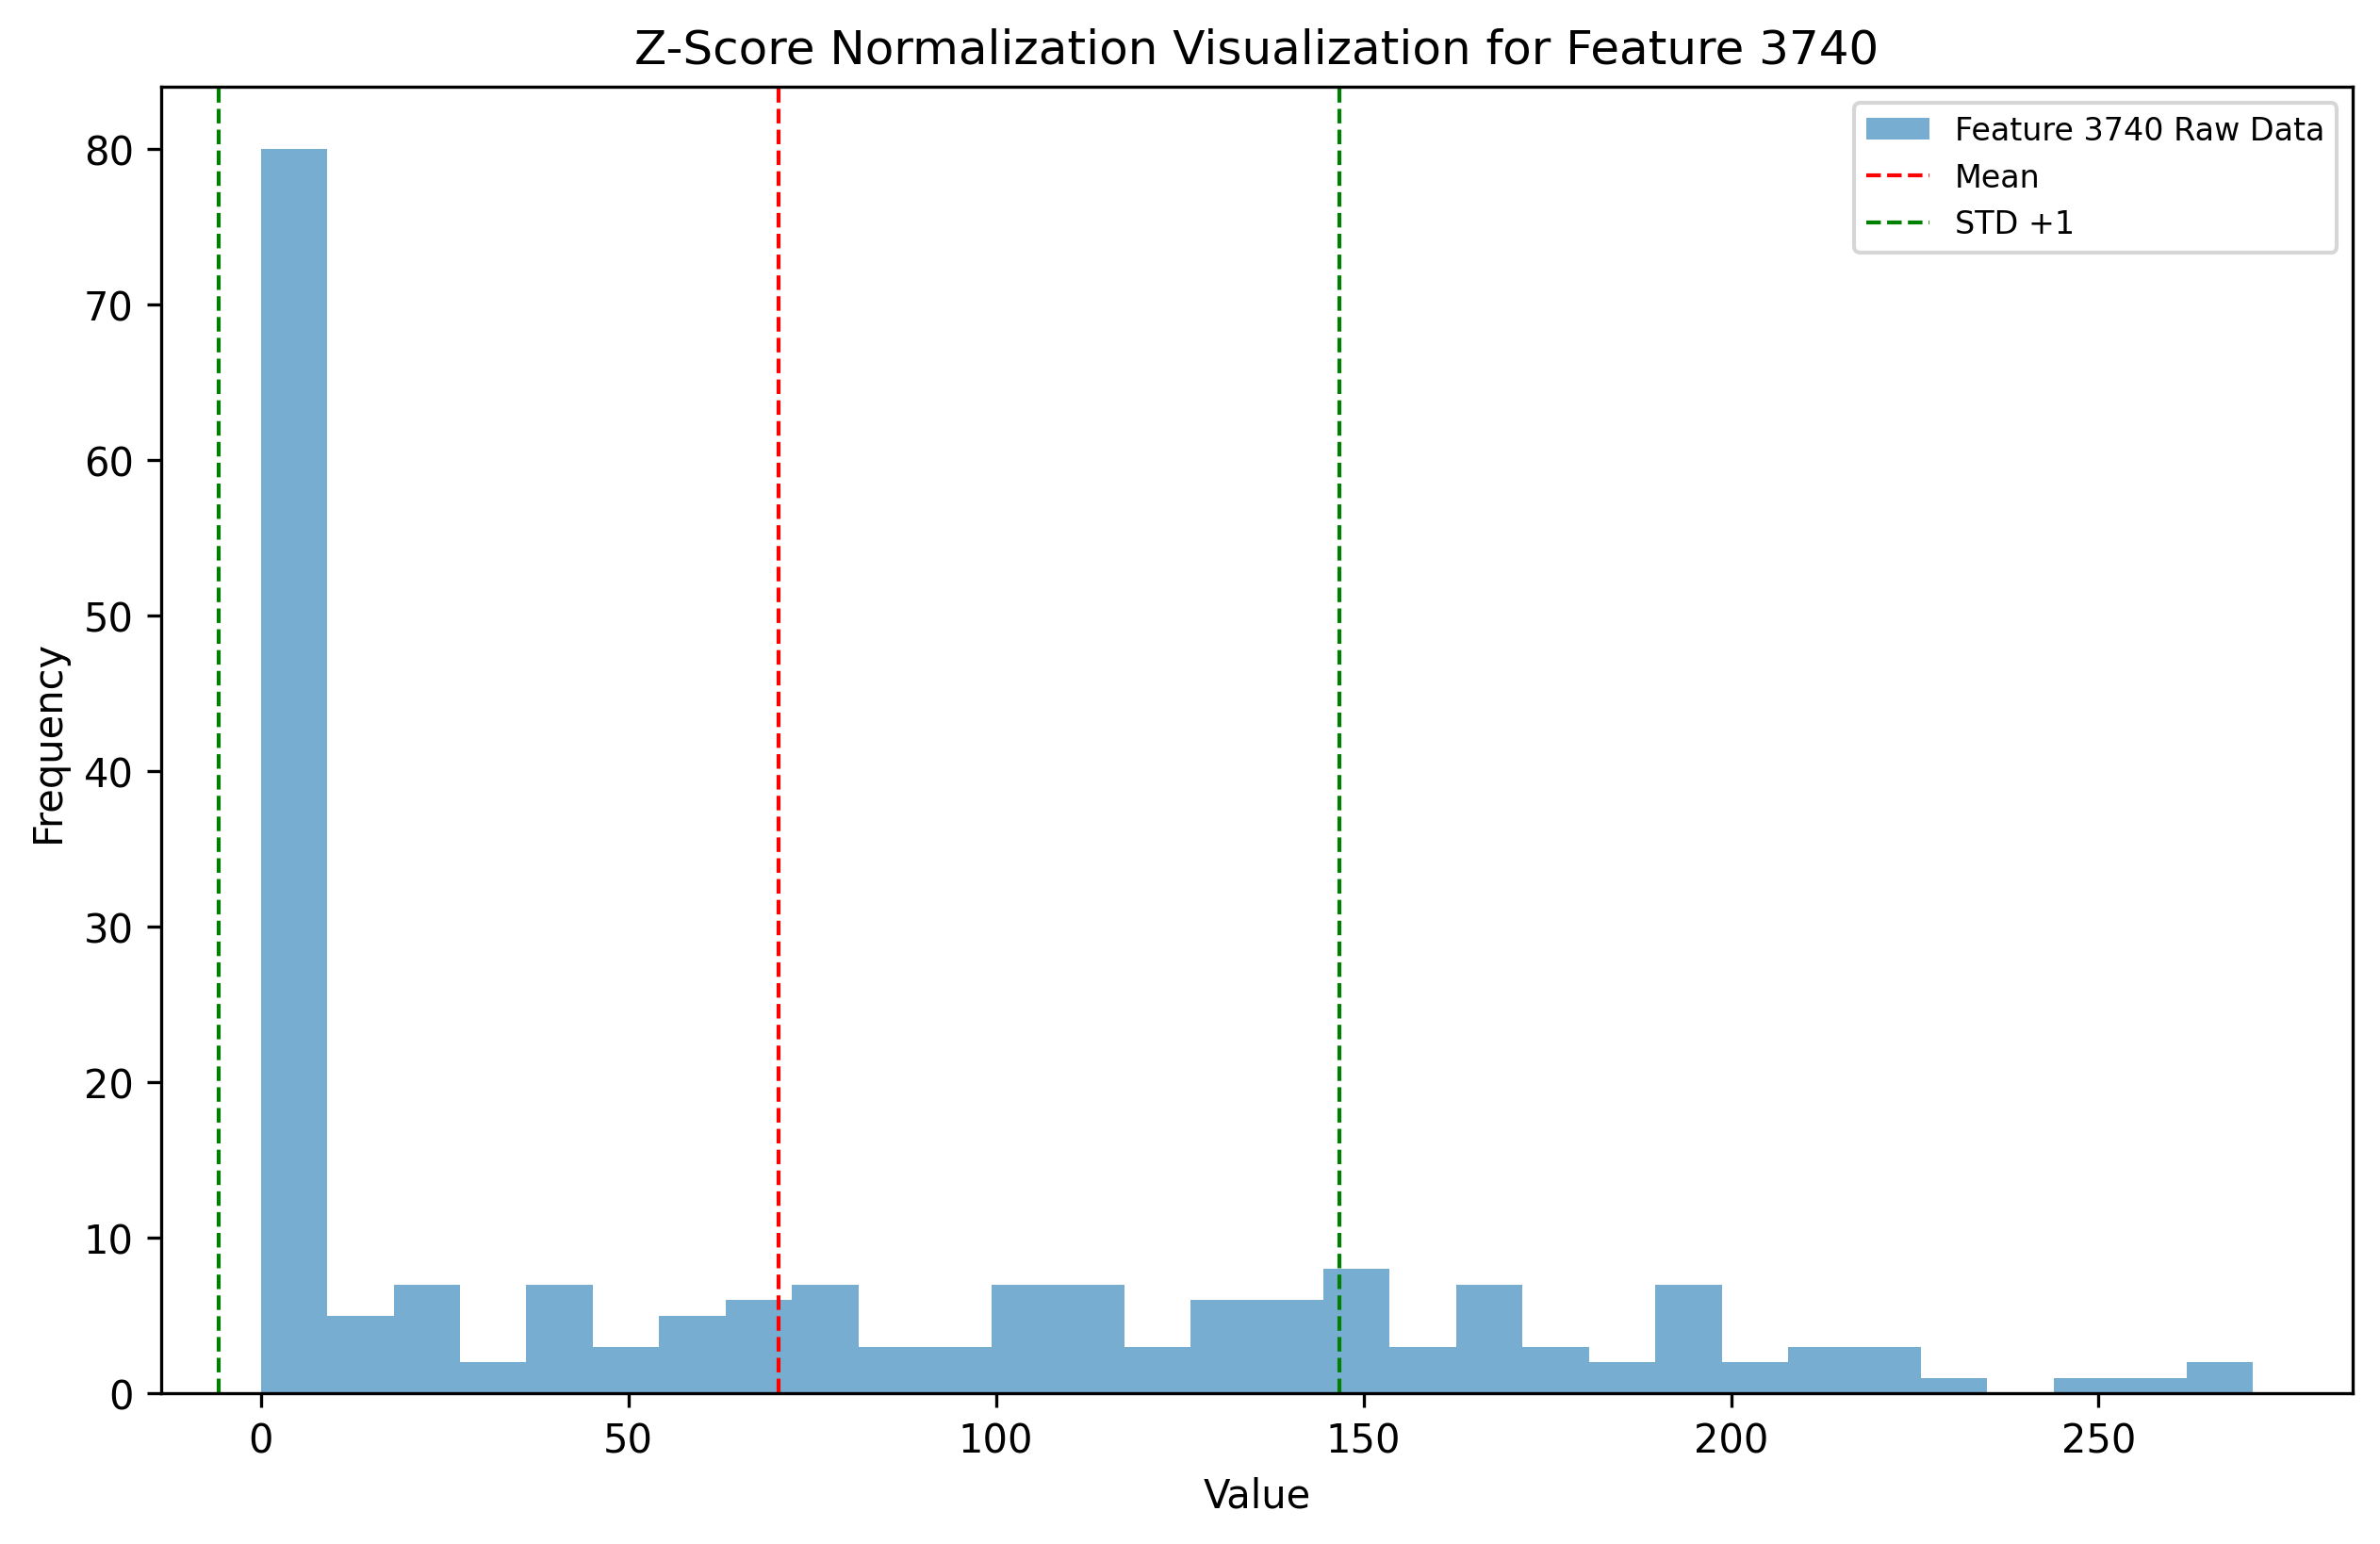 Z-Score Normalization Visualization for Feature 3740
Feature 3740 Raw Data
Mean
STD +1
Frequency
80
70
60
50
40
30
20
10
0
0 50 100 150 200 250
Value